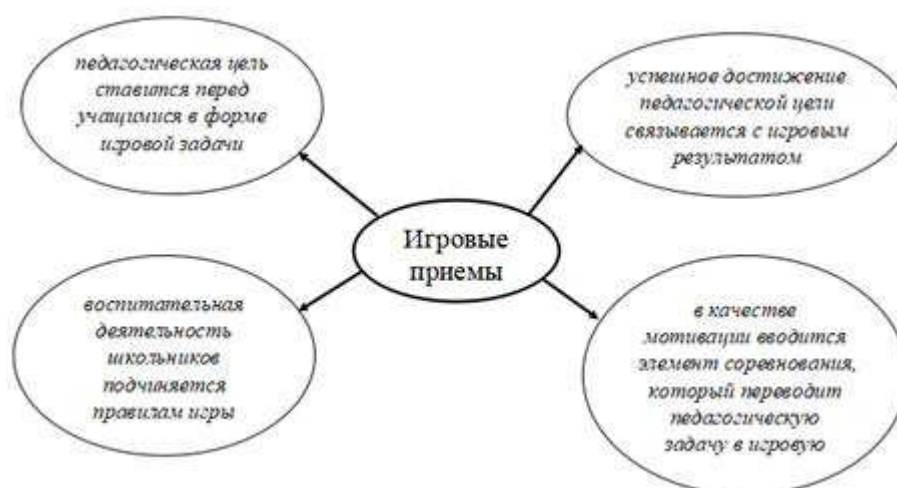 педагогическая цель
ставится перед
учащимися в форме
игровой задачи
успешное достижение
педагогической цели
связывается с игровым
результатом
Игровые
приемы
воспитательная
деятельность
школьников
подчиняется
правилам игры
в качестве
мотивации вводится
элемент соревнования,
который переводит
педагогическую
задачу в игровую